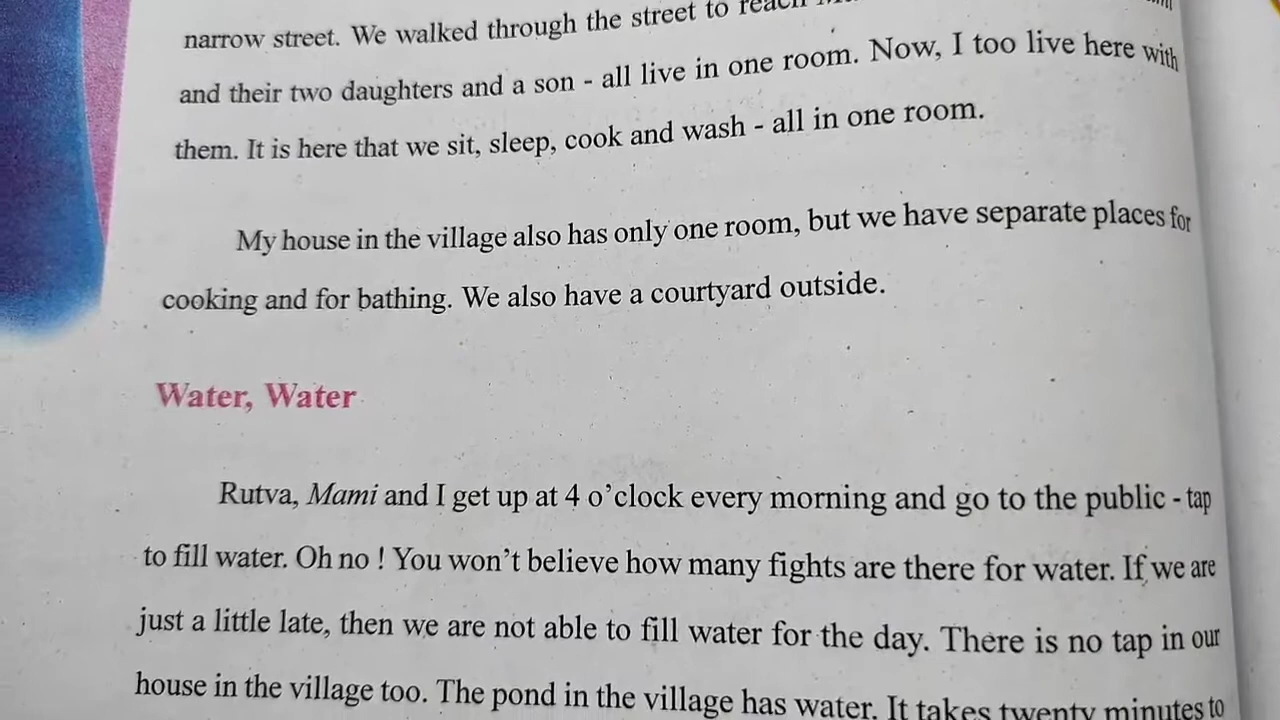 narrow street. We walked through the street to reach
and their two daughters and a son - all live in one room. Now, I too live here with
them. It is here that we sit, sleep, cook and wash - all in one room.
My house in the village also has only one room, but we have separate places for
cooking and for bathing. We also have a courtyard outside.
Water, Water
Rutva, Mami and I get up at 4 o’clock every morning and go to the public - tap
to fill water. Oh no ! You won’t believe how many fights are there for water. If we are
just a little late, then we are not able to fill water for the day. There is no tap in our
house in the village too. The pond in the village has water. It takes twenty minutes to